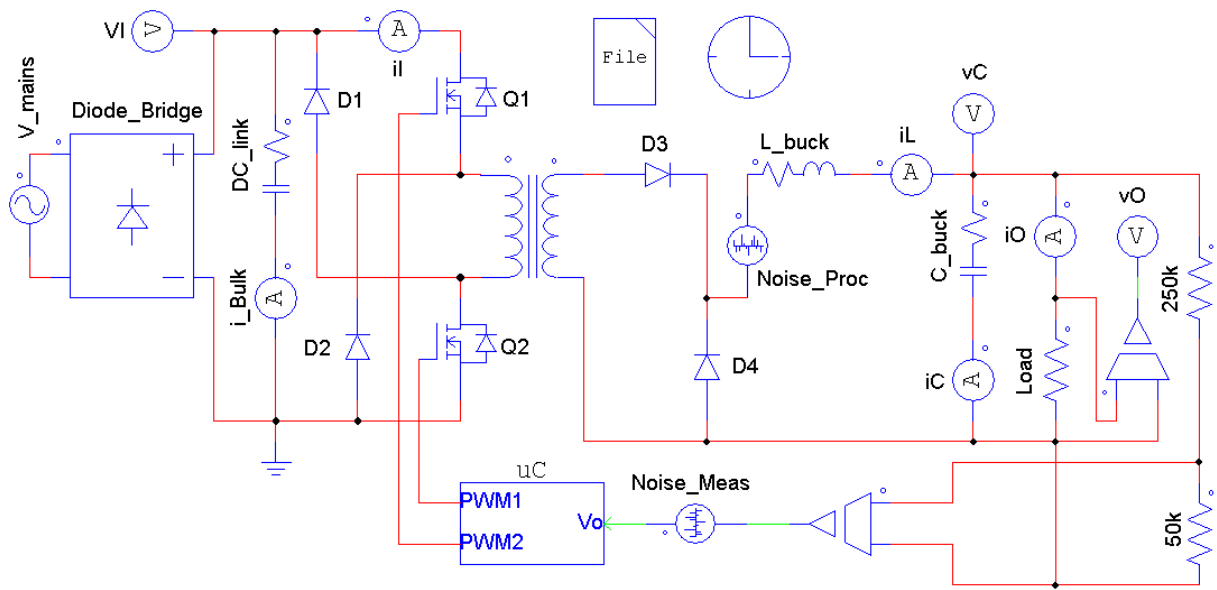 VI
A
iI
File
V
vC
V_mains
Diode_Bridge
DC_link
D1
Q1
D3
L_buck
iL
A
V
vO
C_buck
iO
A
V
Noise_Proc
250k
i_Bulk
A
D2
Q2
D4
iC
A
Load
uC
PWM1
PWM2
Vo
Noise_Meas
50k